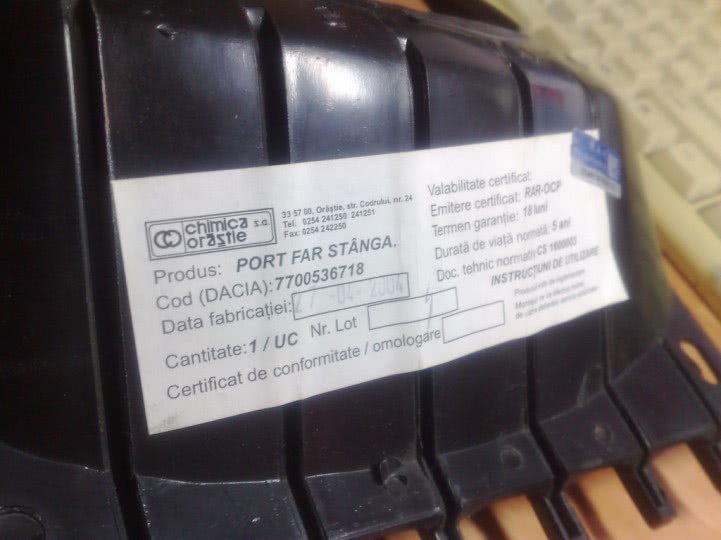 chimica s.a.
orăștie
33 57 00, Orăștie, str. Codrului, nr. 24
Tel: 0254 241250 241251
Fax: 0254 242250
Produs: PORT FAR STÂNGA.
Cod (DACIA): 7700536718
Data fabricației: 27 -04- 2004
Cantitate: 1 / UC Nr. Lot
Certificat de conformitate / omologare
Valabilitate certificat
Emitere certificat: RAR-OCP
Termen garanție: 18 luni
Durată de viață normată: 5 ani
Doc. tehnic normativ: CS 1600003
INSTRUCȚIUNI DE UTILIZARE